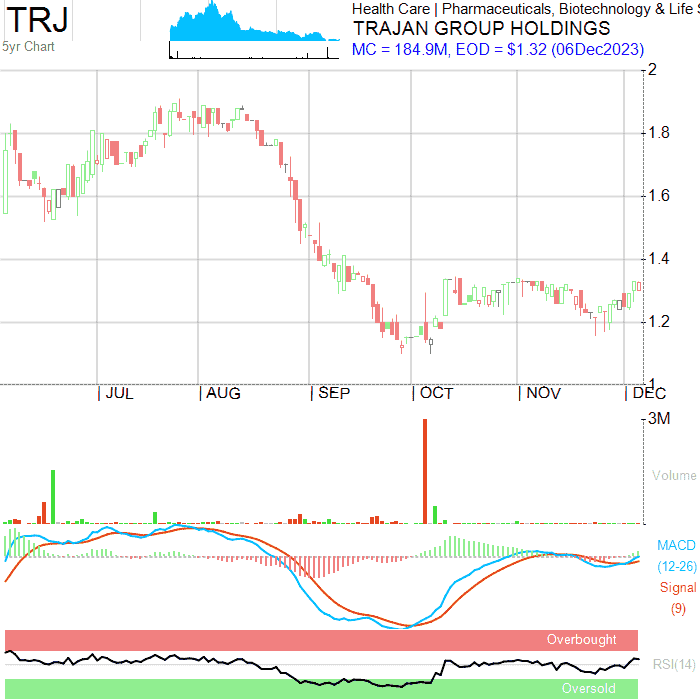 TRJ
5yr Chart
Health Care | Pharmaceuticals, Biotechnology & Life S
TRAJAN GROUP HOLDINGS
MC = 184.9M, EOD = $1.32 (06Dec2023)
2
1.8
1.6
1.4
1.2
1
JUL AUG SEP OCT NOV DEC
3M
Volume
MACD
(12-26)
Signal
(9)
Overbought
RSI(14)
Oversold